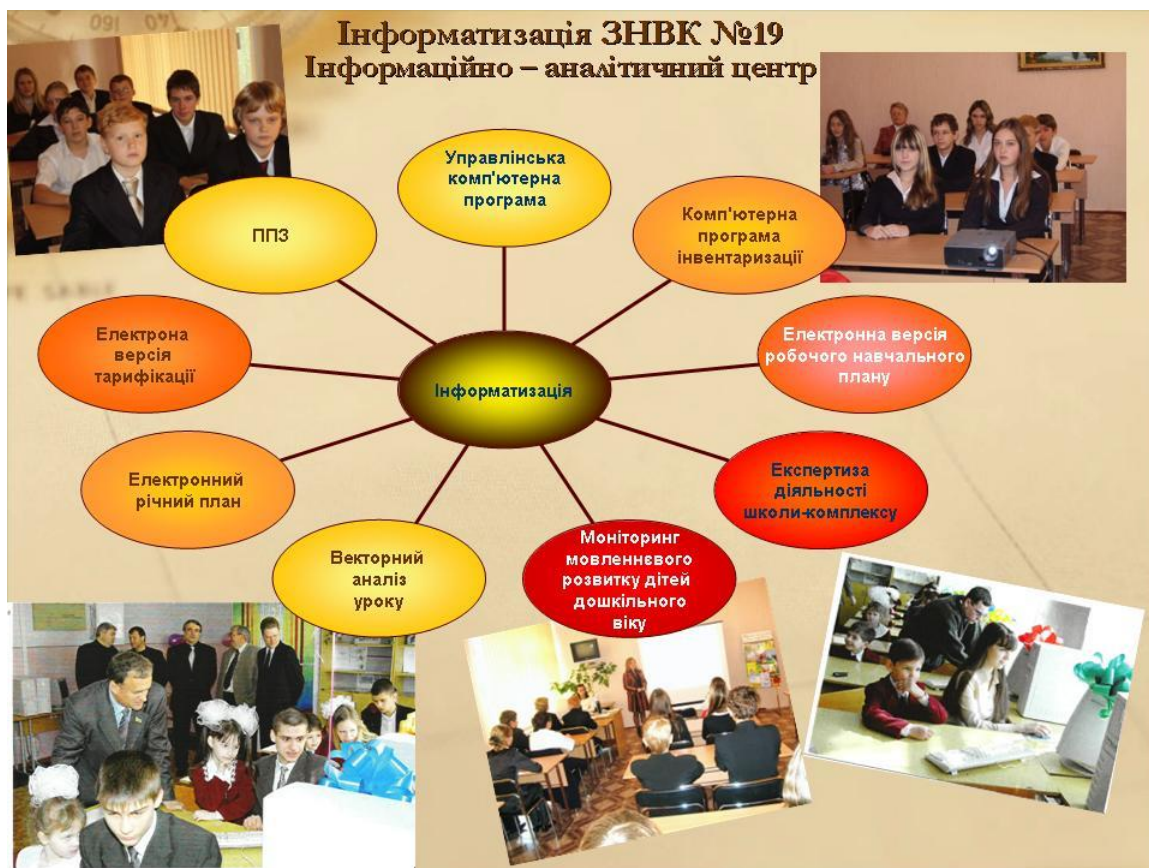 Інформатизація ЗНВК №19
Інформаційно – аналітичний центр
Управлінська
комп'ютерна
програма
ППЗ
Комп'ютерна
програма
інвентаризації
Електрона
версія
тарифікації
Електронна версія
робочого навчального
плану
Інформатизація
Електронний
річний план
Експертиза
діяльності
школи-комплексу
Векторний
аналіз
уроку
Моніторинг
мовленнєвого
розвитку дітей
дошкільного
віку